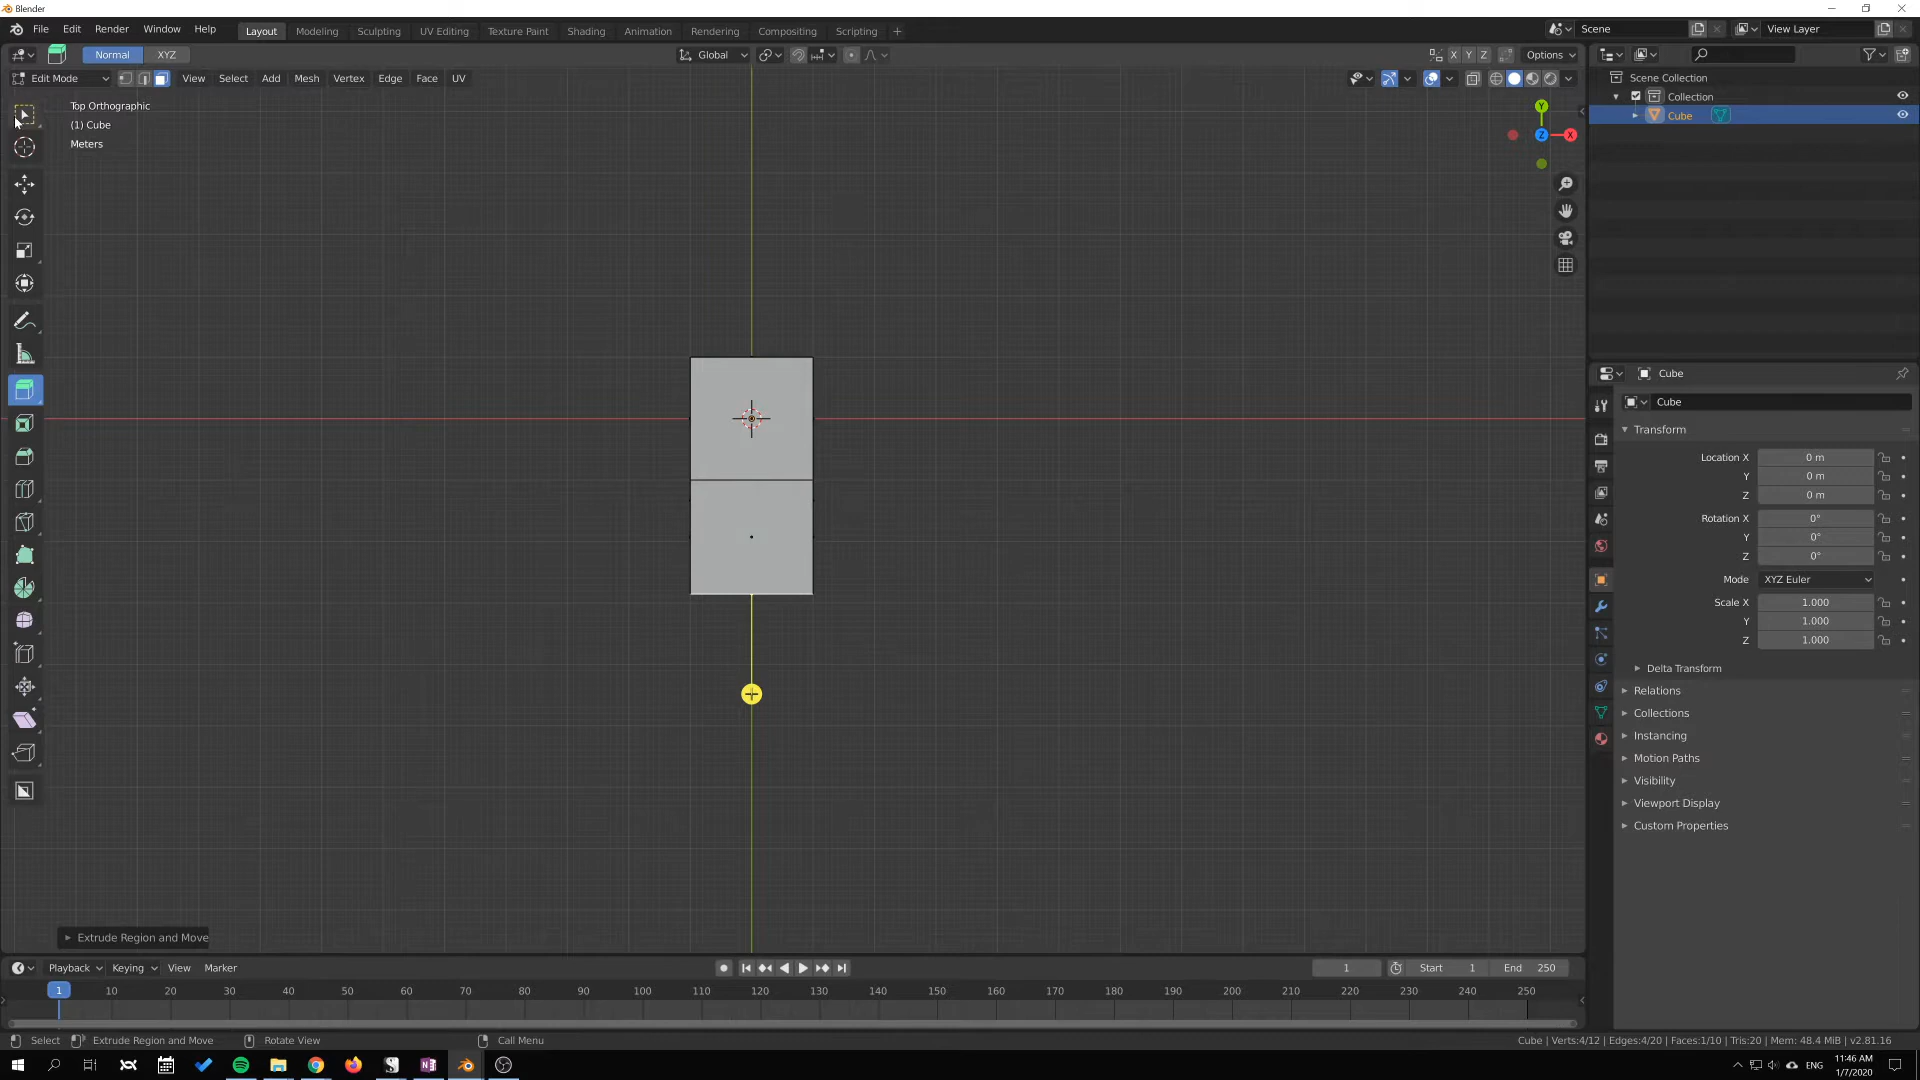 Blender
File Edit Render Window Help Layout Modeling Sculpting UV Editing Texture Paint Shading Animation Rendering Compositing Scripting + Scene View Layer
Normal XYZ Global X Y Z Options
Edit Mode View Select Add Mesh Vertex Edge Face UV
Scene Collection
Collection
Cube
Top Orthographic
(1) Cube
Meters
Y
Z
X
Cube
Cube
Transform
Location X 0 m
Y 0 m
Z 0 m
Rotation X 0°
Y 0°
Z 0°
Mode XYZ Euler
Scale X 1.000
Y 1.000
Z 1.000
Delta Transform
Relations
Collections
Instancing
Motion Paths
Visibility
Viewport Display
Custom Properties
Extrude Region and Move
Playback Keying View Marker 1 Start 1 End 250
1 10 20 30 40 50 60 70 80 90 100 110 120 130 140 150 160 170 180 190 200 210 220 230 240 250
Select Extrude Region and Move Rotate View Call Menu Cube | Verts:4/12 | Edges:4/20 | Faces:1/10 | Tris:20 | Mem: 48.4 MiB | v2.81.16
ENG 11:46 AM
1/7/2020